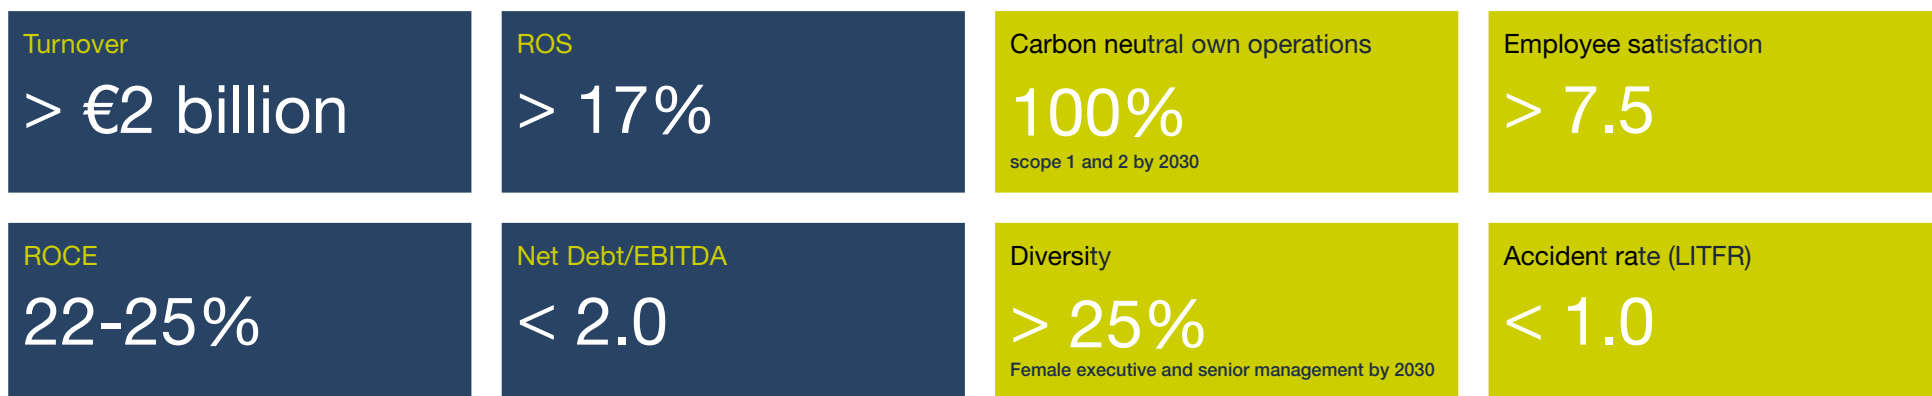 Turnover
> €2 billion
ROS
> 17%
Carbon neutral own operations
100%
scope 1 and 2 by 2030
Employee satisfaction
> 7.5
ROCE
22-25%
Net Debt/EBITDA
< 2.0
Diversity
> 25%
Female executive and senior management by 2030
Accident rate (LITFR)
< 1.0